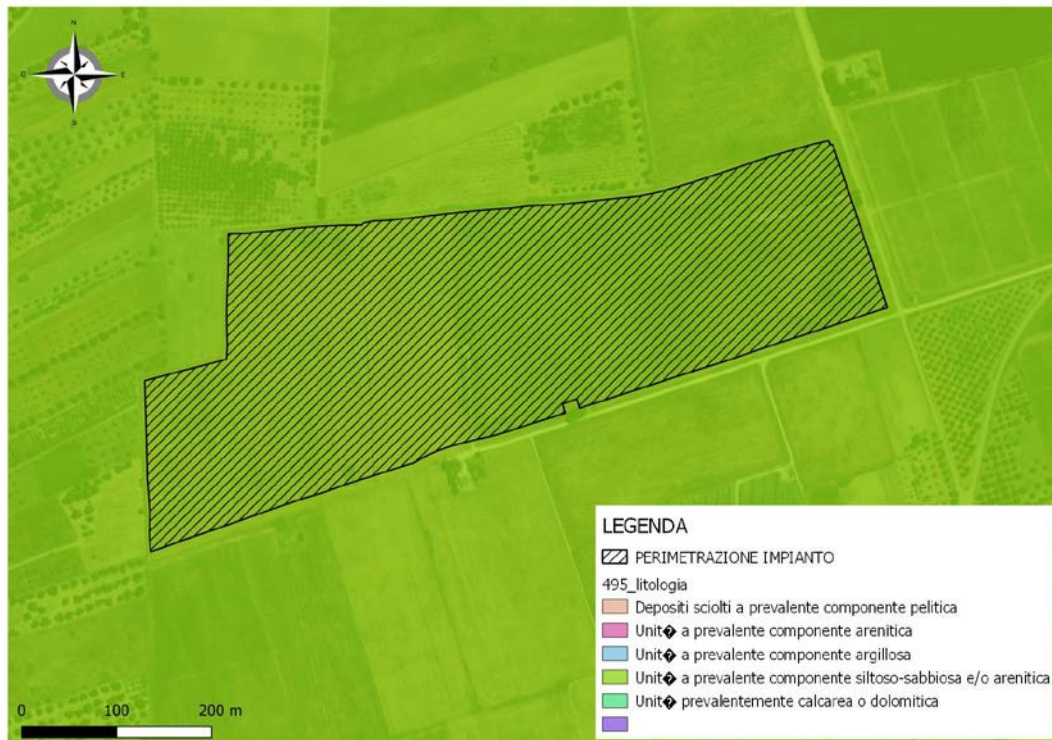 N
O
E
S
LEGENDA
PERIMETRAZIONE IMPIANTO
495_litologia
Depositi sciolti a prevalente componente pelitica
Unit� a prevalente componente arenitica
Unit� a prevalente componente argillosa
Unit� a prevalente componente siltoso-sabbiosa e/o arenitica
Unit� prevalentemente calcarea o dolomitica
0 100 200 m